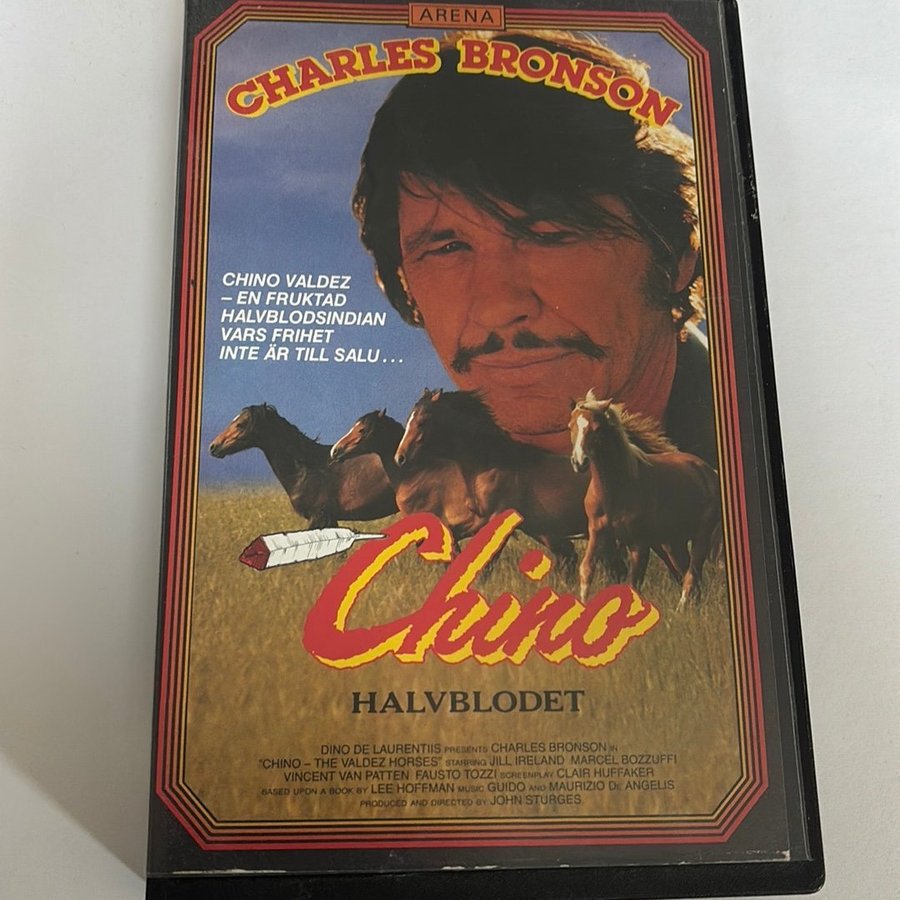 ARENA
CHARLES BRONSON
CHINO VALDEZ
– EN FRUKTAD
HALVBLODSINDIAN
VARS FRIHET
INTE ÄR TILL SALU...
Chino
HALVBLODET
DINO DE LAURENTIIS PRESENTS CHARLES BRONSON IN
"CHINO – THE VALDEZ HORSES" STARRING JILL IRELAND MARCEL BOZZUFFI
VINCENT VAN PATTEN FAUSTO TOZZI SCREENPLAY CLAIR HUFFAKER
BASED UPON A BOOK BY LEE HOFFMAN MUSIC GUIDO AND MAURIZIO DE ANGELIS
PRODUCED AND DIRECTED BY JOHN STURGES